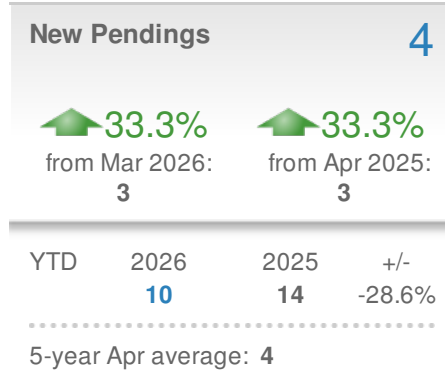 New Pendings 4
33.3% 33.3%
from Mar 2026: from Apr 2025:
3 3
YTD 2026 2025 +/-
10 14 -28.6%
5-year Apr average: 4